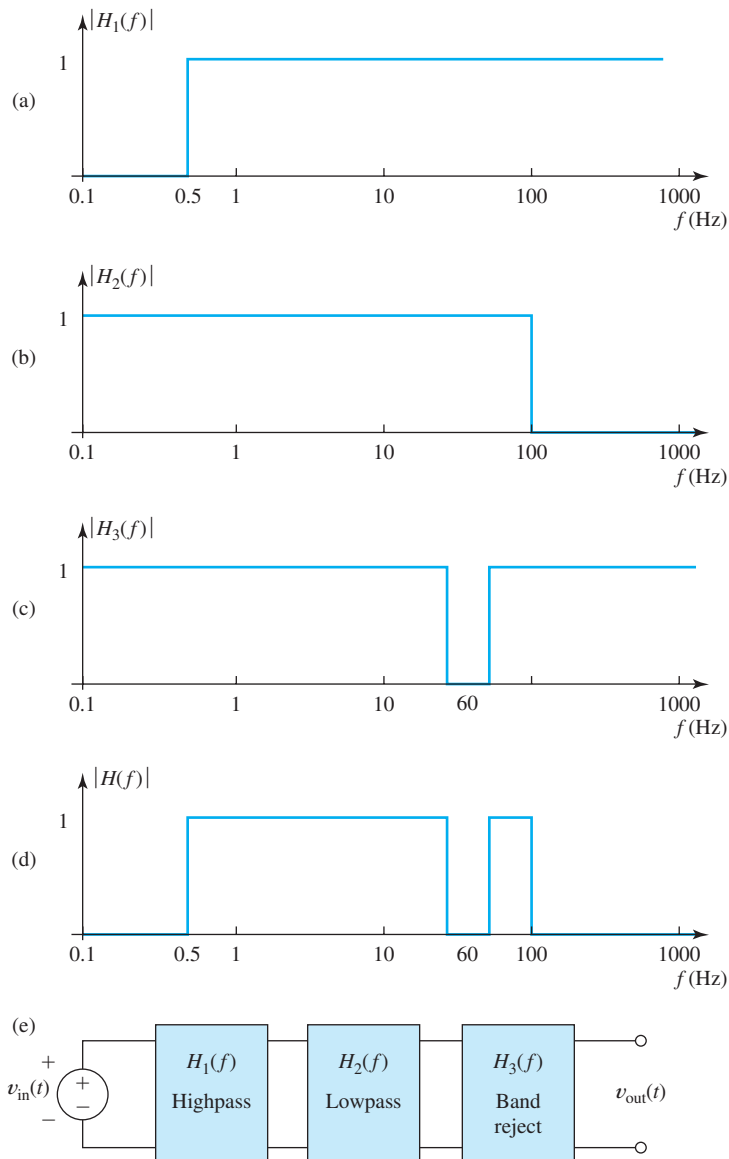 |H₁(f)|
1
(a)
0.1 0.5 1 10 100 1000
f (Hz)
|H₂(f)|
1
(b)
0.1 1 10 100 1000
f (Hz)
|H₃(f)|
1
(c)
0.1 1 10 60 1000
f (Hz)
|H(f)|
1
(d)
0.1 0.5 1 10 60 100 1000
f (Hz)
(e)
H₁(f) H₂(f) H₃(f)
+
v_in(t) + − Highpass Lowpass Band reject v_out(t)
−